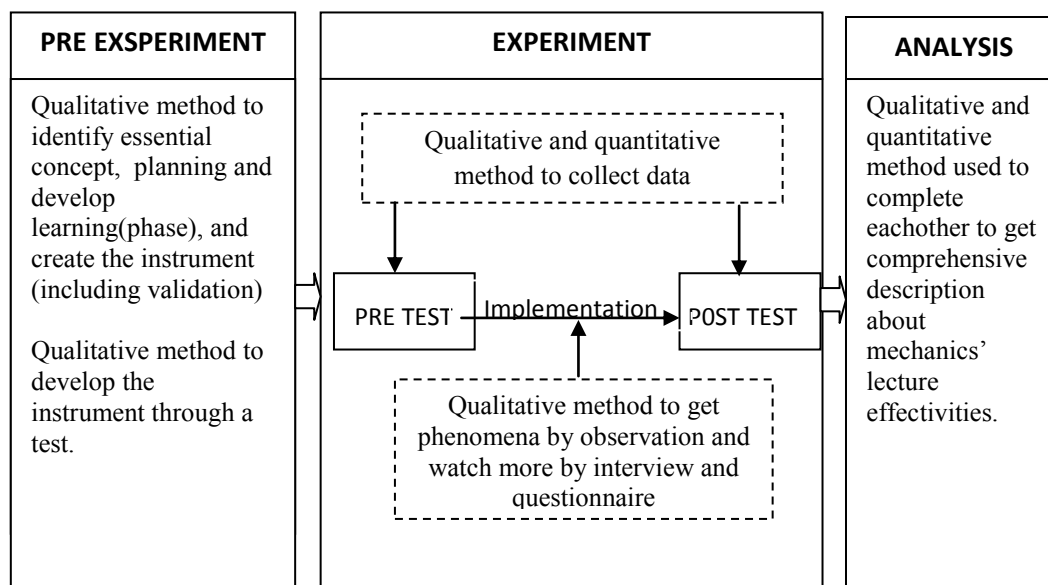 PRE EXSPERIMENT
Qualitative method to
identify essential
concept, planning and
develop
learning(phase), and
create the instrument
(including validation)
Qualitative method to
develop the
instrument through a
test.
EXPERIMENT
Qualitative and quantitative
method to collect data
PRE TEST
Implementation
POST TEST
Qualitative method to get
phenomena by observation and
watch more by interview and
questionnaire
ANALYSIS
Qualitative and
quantitative
method used to
complete
eachother to get
comprehensive
description
about
mechanics’
lecture
effectivities.